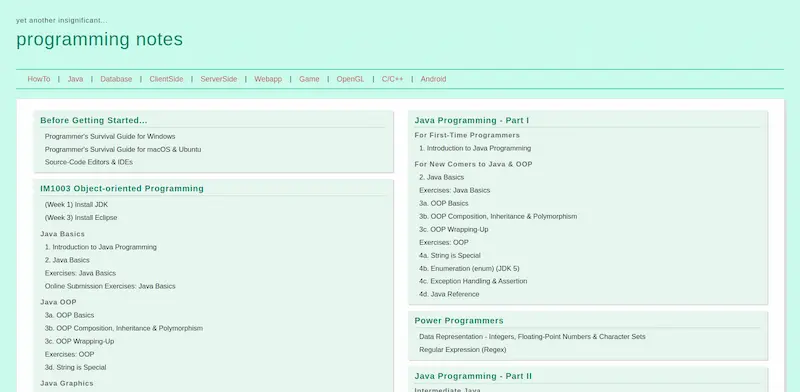 yet another insignificant...
programming notes
HowTo | Java | Database | ClientSide | ServerSide | Webapp | Game | OpenGL | C/C++ | Android
Before Getting Started...
Programmer's Survival Guide for Windows
Programmer's Survival Guide for macOS & Ubuntu
Source-Code Editors & IDEs
IM1003 Object-oriented Programming
(Week 1) Install JDK
(Week 3) Install Eclipse
Java Basics
1. Introduction to Java Programming
2. Java Basics
Exercises: Java Basics
Online Submission Exercises: Java Basics
Java OOP
3a. OOP Basics
3b. OOP Composition, Inheritance & Polymorphism
3c. OOP Wrapping-Up
Exercises: OOP
3d. String is Special
Java Graphics
Java Programming - Part I
For First-Time Programmers
1. Introduction to Java Programming
For New Comers to Java & OOP
2. Java Basics
Exercises: Java Basics
3a. OOP Basics
3b. OOP Composition, Inheritance & Polymorphism
3c. OOP Wrapping-Up
Exercises: OOP
4a. String is Special
4b. Enumeration (enum) (JDK 5)
4c. Exception Handling & Assertion
4d. Java Reference
Power Programmers
Data Representation - Integers, Floating-Point Numbers & Character Sets
Regular Expression (Regex)
Java Programming - Part II
Intermediate Java